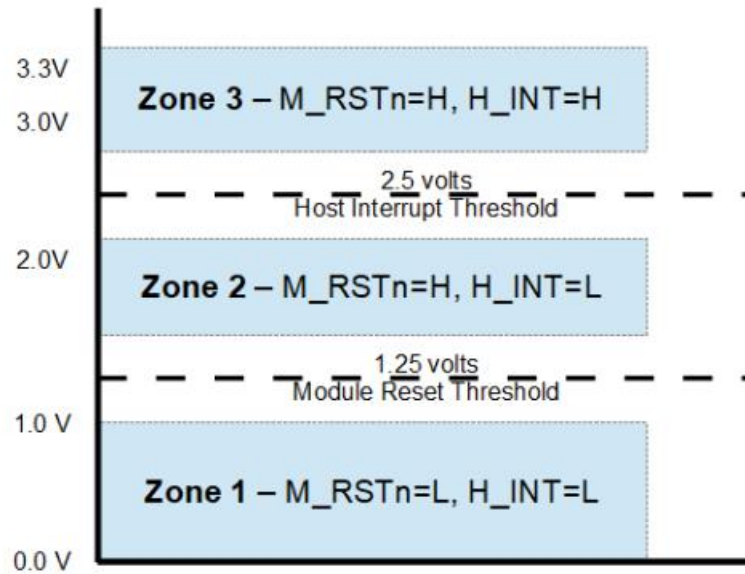 3.3V
Zone 3 – M_RSTn=H, H_INT=H
3.0V
2.5 volts
Host Interrupt Threshold
2.0V
Zone 2 – M_RSTn=H, H_INT=L
1.25 volts
Module Reset Threshold
1.0 V
Zone 1 – M_RSTn=L, H_INT=L
0.0 V